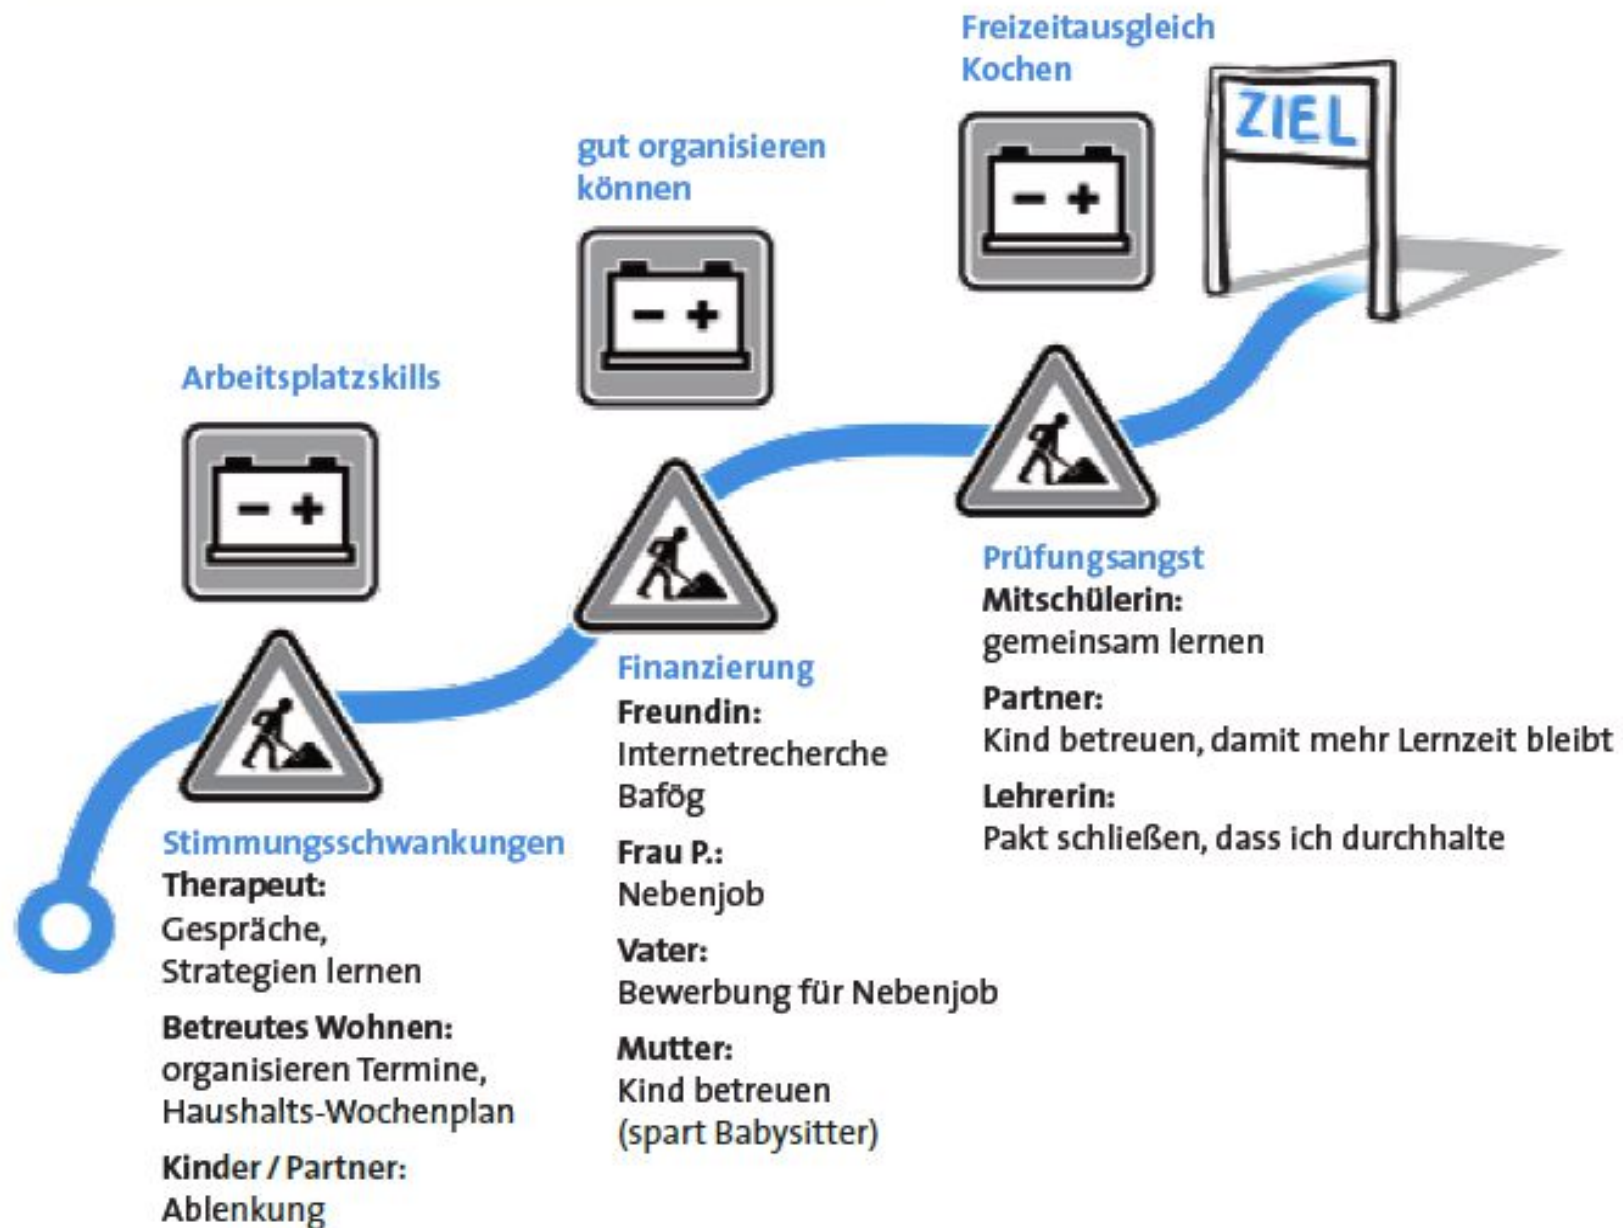 Arbeitsplatzskills
Stimmungsschwankungen
Therapeut:
Gespräche,
Strategien lernen
Betreutes Wohnen:
organisieren Termine,
Haushalts-Wochenplan
Kinder / Partner:
Ablenkung
gut organisieren
können
Finanzierung
Freundin:
Internetrecherche
Bafög
Frau P.:
Nebenjob
Vater:
Bewerbung für Nebenjob
Mutter:
Kind betreuen
(spart Babysitter)
Freizeitausgleich
Kochen
Prüfungsangst
Mitschülerin:
gemeinsam lernen
Partner:
Kind betreuen, damit mehr Lernzeit bleibt
Lehrerin:
Pakt schließen, dass ich durchhalte
ZIEL